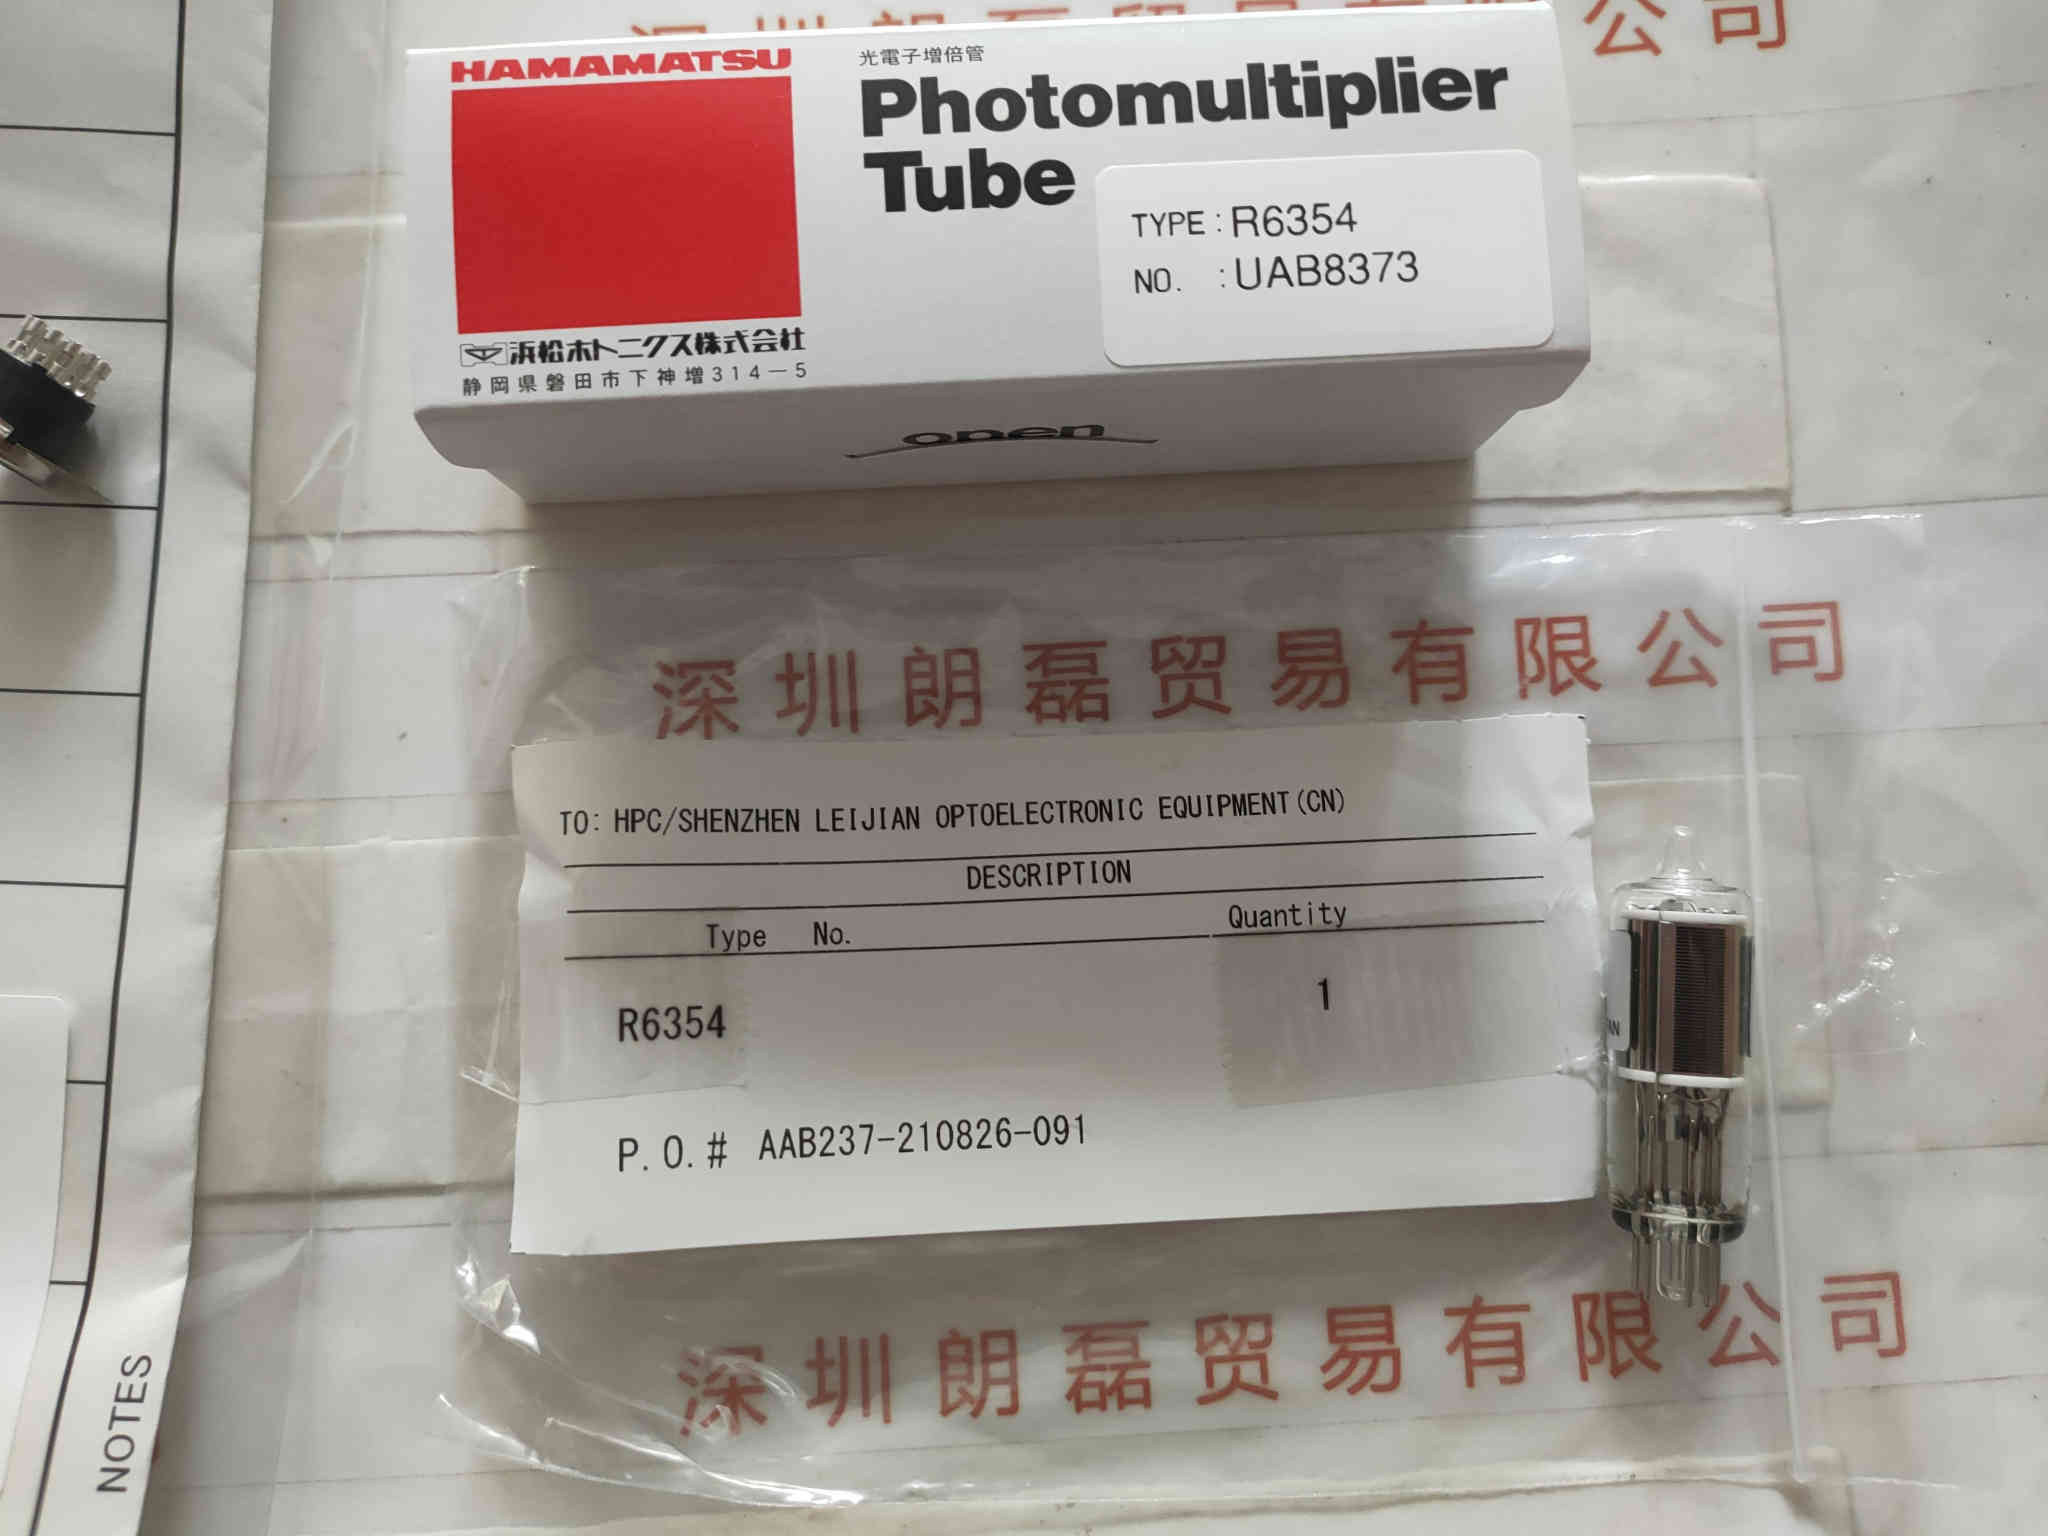 深圳朗磊贸易有限公司
HAMAMATSU
光電子増倍管
Photomultiplier
Tube
TYPE : R6354
NO. : UAB8373
浜松ホトニクス株式会社
静岡県磐田市下神増314-5
open
深圳朗磊贸易有限公司
TO: HPC/SHENZHEN LEIJIAN OPTOELECTRONIC EQUIPMENT(CN)
DESCRIPTION
Type No. Quantity
R6354 1
P.O.# AAB237-210826-091
深圳朗磊贸易有限公司
NOTES